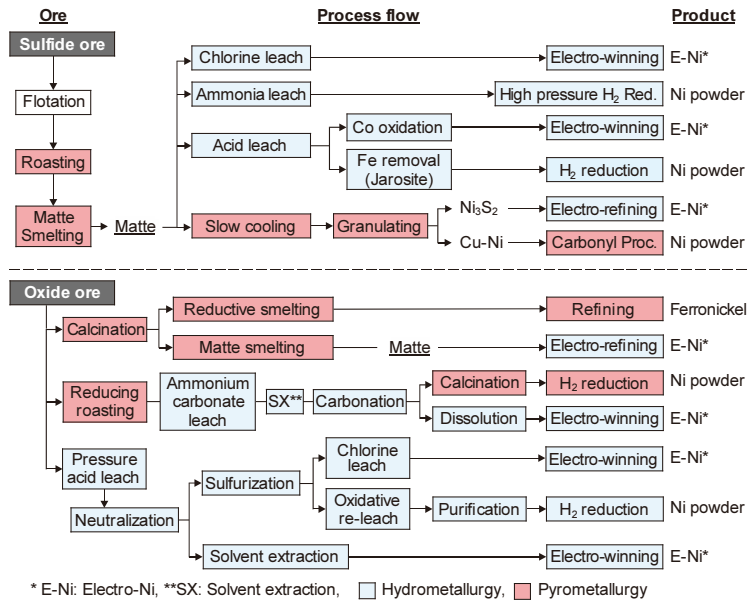 Ore Process flow Product
Sulfide ore
Chlorine leach Electro-winning E-Ni*
Flotation Ammonia leach High pressure H₂ Red. Ni powder
Co oxidation Electro-winning E-Ni*
Acid leach
Roasting Fe removal (Jarosite) H₂ reduction Ni powder
Matte Smelting Matte Slow cooling Granulating Ni₃S₂ Electro-refining E-Ni*
Cu-Ni Carbonyl Proc. Ni powder
Oxide ore
Reductive smelting Refining Ferronickel
Calcination
Matte smelting Matte Electro-refining E-Ni*
Reducing roasting Ammonium carbonate leach SX** Carbonation Calcination H₂ reduction Ni powder
Dissolution Electro-winning E-Ni*
Pressure acid leach
Chlorine leach Electro-winning E-Ni*
Sulfurization
Oxidative re-leach Purification H₂ reduction Ni powder
Neutralization
Solvent extraction Electro-winning E-Ni*
* E-Ni: Electro-Ni, **SX: Solvent extraction, Hydrometallurgy, Pyrometallurgy